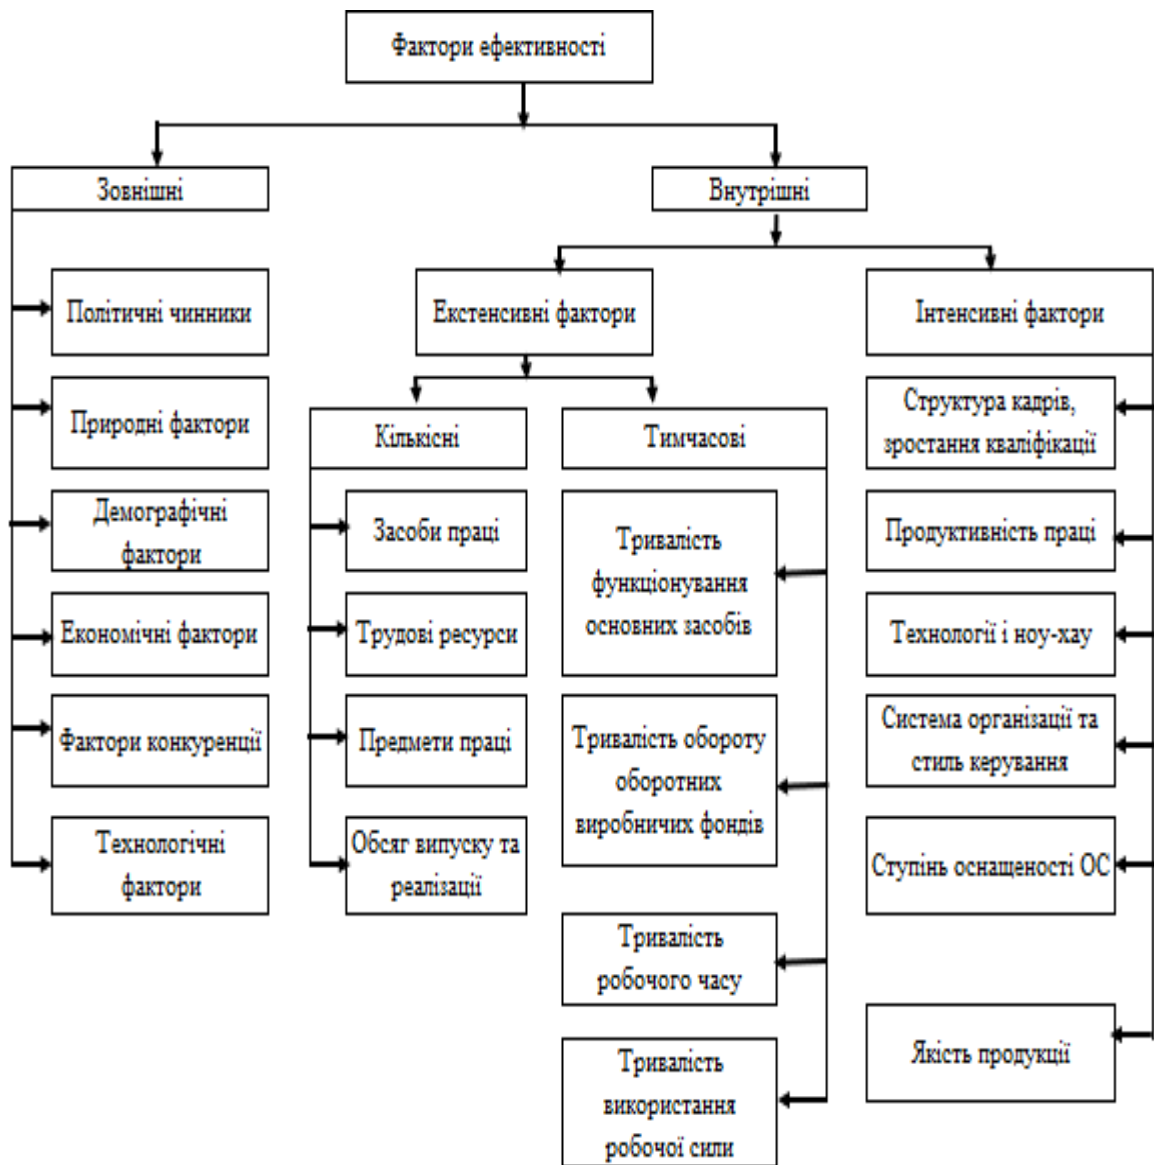 Фактори ефективності
Зовнішні
Внутрішні
Політичні чинники
Екстенсивні фактори
Інтенсивні фактори
Природні фактори
Кількісні
Тимчасові
Структура кадрів,
зростання кваліфікації
Демографічні
фактори
Засоби праці
Тривалість
функціонування
основних засобів
Продуктивність праці
Економічні фактори
Трудові ресурси
Технології і ноу-хау
Фактори конкуренції
Предмети праці
Тривалість обороту
оборотних
виробничих фондів
Система організації та
стиль керування
Технологічні
фактори
Обсяг випуску та
реалізації
Ступінь оснащеності ОС
Тривалість
робочого часу
Якість продукції
Тривалість
використання
робочої сили